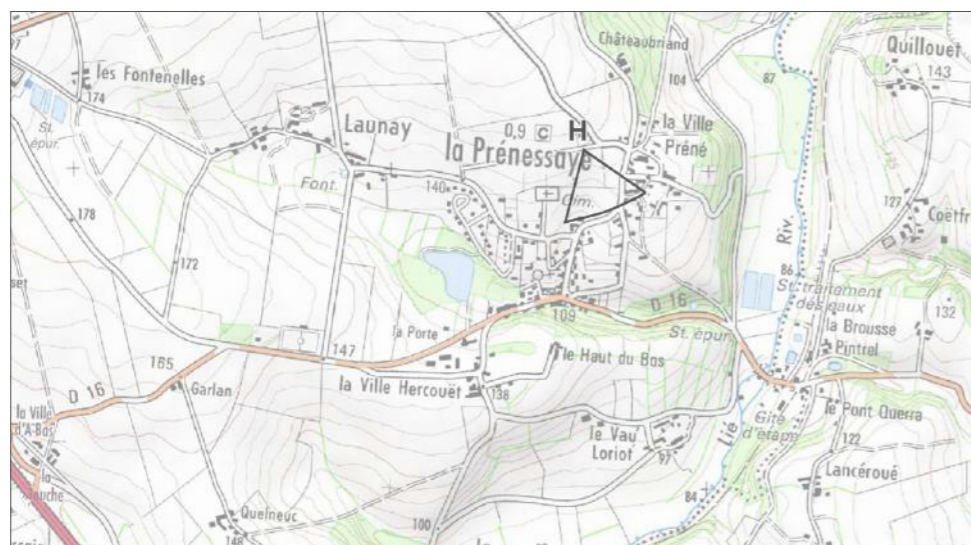 Châteaubriand
Quillouet
143
les Fontenelles
174
St.
épur.
104
87
Launay
0,9 C
H
la Ville
Préné
la Prénessaye
Font.
140
Cim.
178
127
Coëtfr
172
Riv.
86
St. traitement
des eaux
132
D 16
109
St. épur.
la Brousse
Pintrel
la Porte
147
165
le Haut du Bos
Garlan
la Ville Hercouët
138
D 16
la Ville
d'A-Bas
Gîte
d'étape
le Pont Querra
le Vau
Loriot
97
Lié
122
Lancéroué
la
84
Quelneuc
100
148